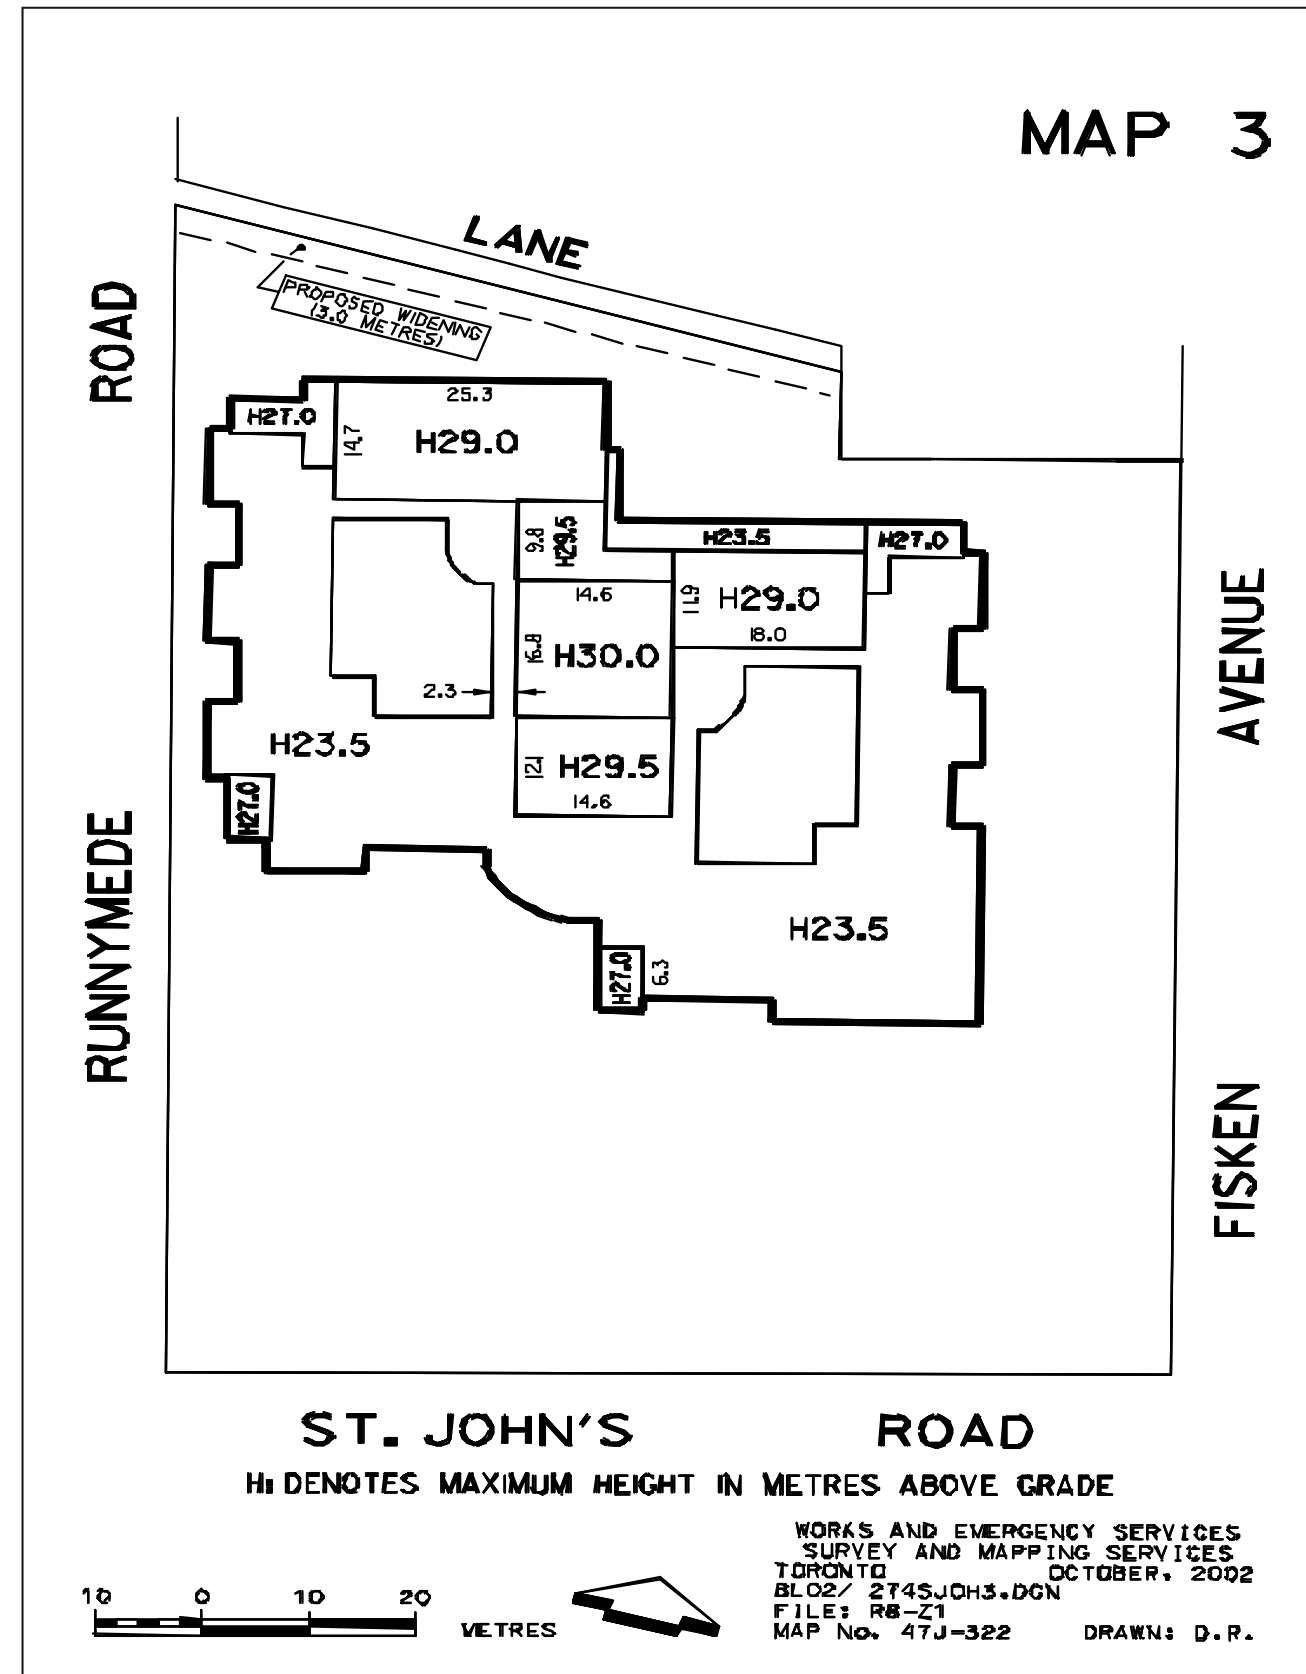 MAP 3
LANE
PROPOSED WIDENING
(3.0 METRES)
ROAD
RUNNYMEDE
H27.0
25.3
14.7
H29.0
9.8
H29.5
H23.5
H27.0
14.6
11.9
H29.0
18.0
16.8
H30.0
2.3
H23.5
12.1
H29.5
14.6
H27.0
H23.5
H27.0
6.3
AVENUE
FISKEN
ST. JOHN'S ROAD
H: DENOTES MAXIMUM HEIGHT IN METRES ABOVE GRADE
WORKS AND EMERGENCY SERVICES
SURVEY AND MAPPING SERVICES
TORONTO OCTOBER, 2002
BL02/ 274SJOH3.DGN
FILE: R8-Z1
MAP No. 47J-322 DRAWN: D.R.
10 0 10 20
METRES